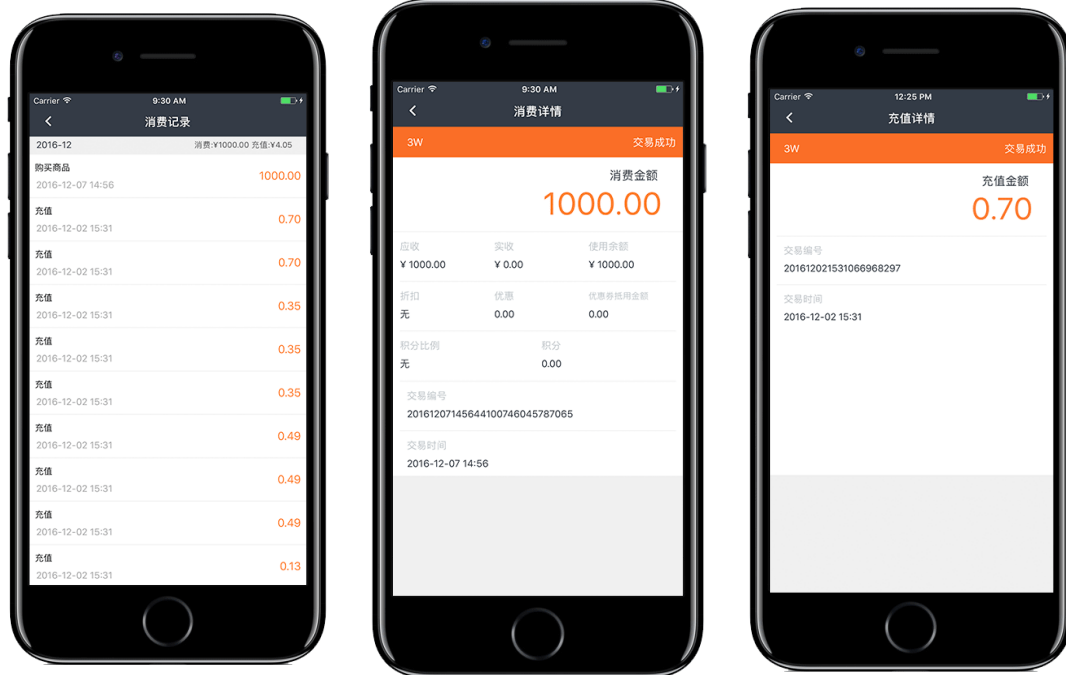 Carrier 9:30 AM
消费记录
2016-12 消费:¥1000.00 充值:¥4.05
购买商品
2016-12-07 14:56 1000.00
充值
2016-12-02 15:31 0.70
充值
2016-12-02 15:31 0.70
充值
2016-12-02 15:31 0.35
充值
2016-12-02 15:31 0.35
充值
2016-12-02 15:31 0.35
充值
2016-12-02 15:31 0.49
充值
2016-12-02 15:31 0.49
充值
2016-12-02 15:31 0.49
充值
2016-12-02 15:31 0.13
Carrier 9:30 AM
消费详情
3W 交易成功
消费金额
1000.00
应收 实收 使用余额
¥ 1000.00 ¥ 0.00 ¥ 1000.00
折扣 优惠 优惠券抵用金额
无 0.00 0.00
积分比例 积分
无 0.00
交易编号
20161207145644100746045787065
交易时间
2016-12-07 14:56
Carrier 12:25 PM
充值详情
3W 交易成功
充值金额
0.70
交易编号
201612021531066968297
交易时间
2016-12-02 15:31